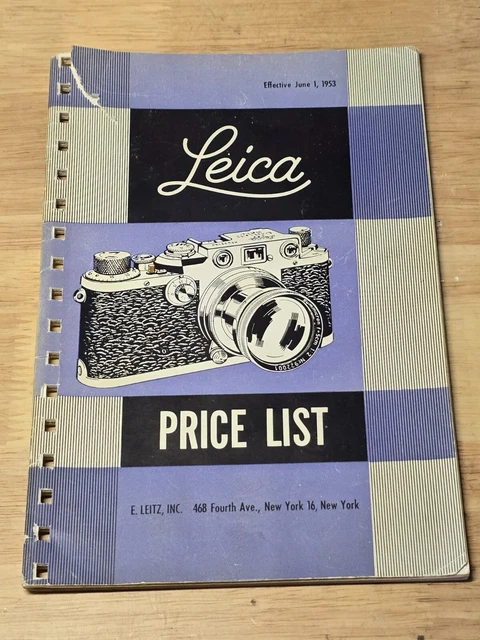 Effective June 1, 1953
Leica
PRICE LIST
E. LEITZ, INC. 468 Fourth Ave., New York 16, New York